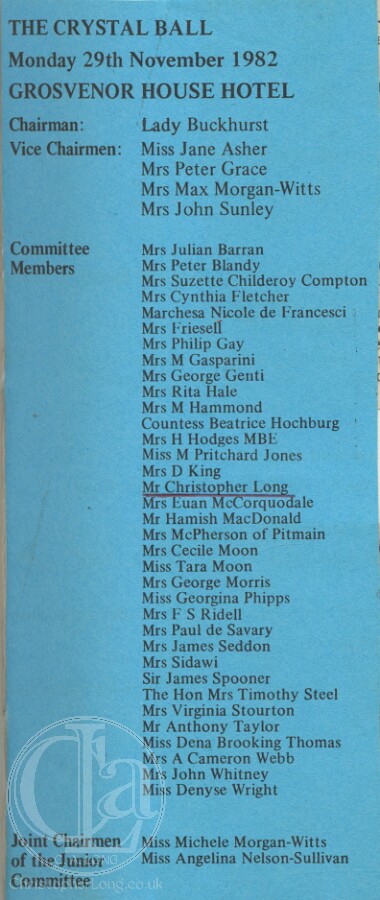 THE CRYSTAL BALL
Monday 29th November 1982
GROSVENOR HOUSE HOTEL
Chairman: Lady Buckhurst
Vice Chairmen: Miss Jane Asher
Mrs Peter Grace
Mrs Max Morgan-Witts
Mrs John Sunley
Committee Mrs Julian Barran
Members Mrs Peter Blandy
Mrs Suzette Childeroy Compton
Mrs Cynthia Fletcher
Marchesa Nicole de Francesci
Mrs Friesell
Mrs Philip Gay
Mrs M Gasparini
Mrs George Genti
Mrs Rita Hale
Mrs M Hammond
Countess Beatrice Hochburg
Mrs H Hodges MBE
Miss M Pritchard Jones
Mrs D King
Mr Christopher Long
Mrs Euan McCorquodale
Mr Hamish MacDonald
Mrs McPherson of Pitmain
Mrs Cecile Moon
Miss Tara Moon
Mrs George Morris
Miss Georgina Phipps
Mrs F S Ridell
Mrs Paul de Savary
Mrs James Seddon
Mrs Sidawi
Sir James Spooner
The Hon Mrs Timothy Steel
Mrs Virginia Stourton
Mr Anthony Taylor
Miss Dena Brooking Thomas
Mrs A Cameron Webb
Mrs John Whitney
Miss Denyse Wright
Joint Chairmen Miss Michele Morgan-Witts
of the Junior Miss Angelina Nelson-Sullivan
Committee
ChristopherLong.co.uk